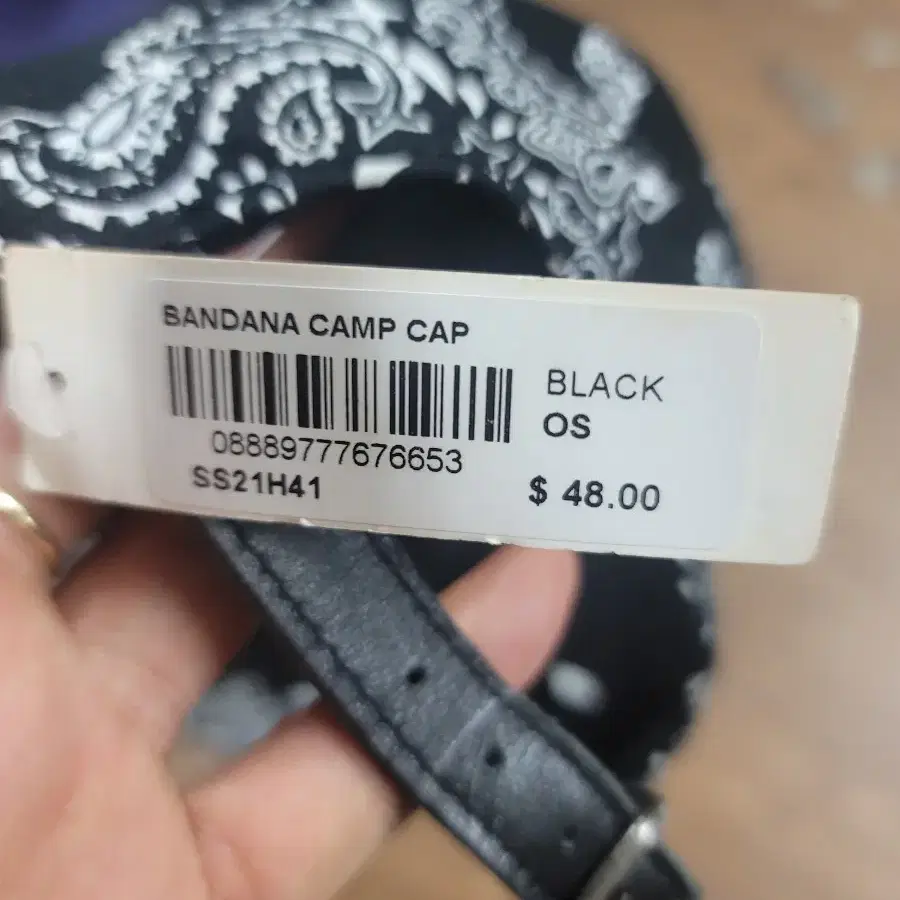 BANDANA CAMP CAP
BLACK
OS
08889777676653
SS21H41
$ 48.00